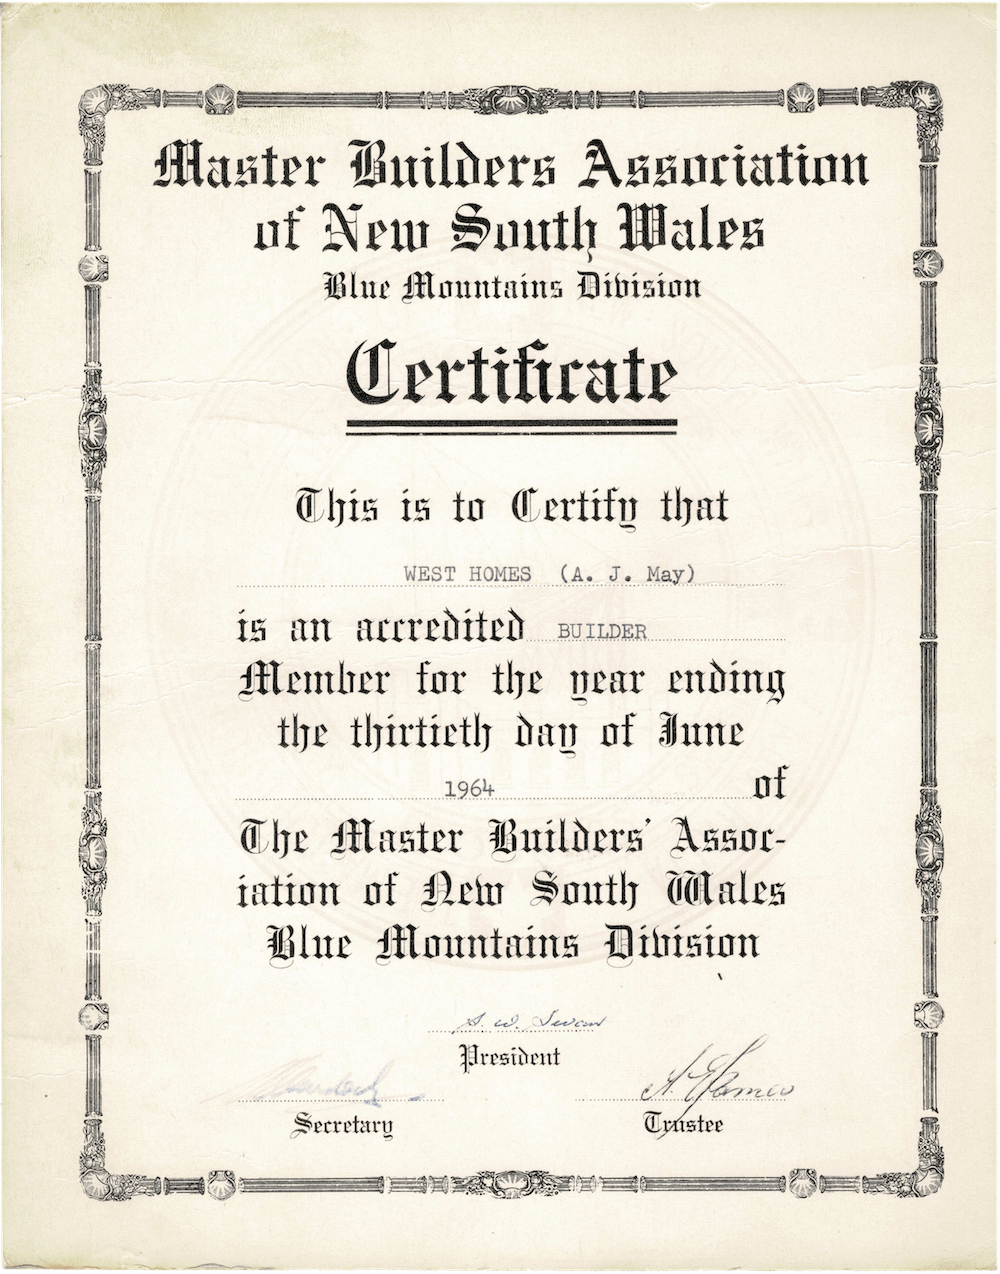 Master Builders Association
of New South Wales
Blue Mountains Division
Certificate
This is to Certify that
WEST HOMES (A. J. May)
is an accredited BUILDER
Member for the year ending
the thirtieth day of June
1964 of
The Master Builders' Assoc-
iation of New South Wales
Blue Mountains Division
S. W. Swan
President
Secretary
Trustee